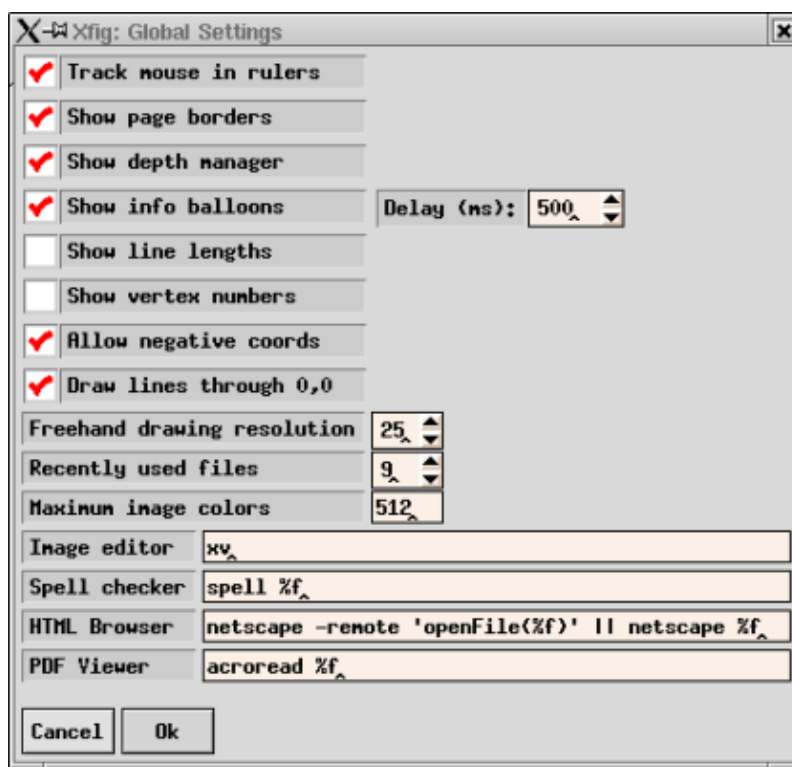 Xfig: Global Settings
Track mouse in rulers
Show page borders
Show depth manager
Show info balloons Delay (ms): 500
Show line lengths
Show vertex numbers
Allow negative coords
Draw lines through 0,0
Freehand drawing resolution 25
Recently used files 9
Maximum image colors 512
Image editor xv
Spell checker spell %f
HTML Browser netscape -remote 'openFile(%f)' || netscape %f
PDF Viewer acroread %f
Cancel Ok